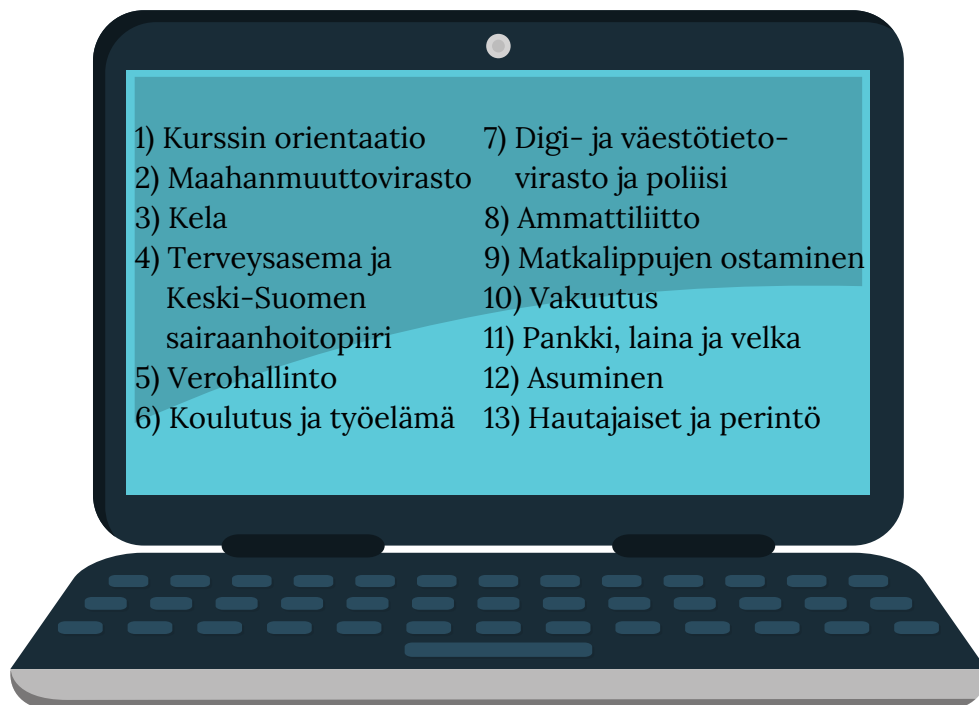 1) Kurssin orientaatio
2) Maahanmuuttovirasto
3) Kela
4) Terveysasema ja
Keski-Suomen
sairaanhoitopiiri
5) Verohallinto
6) Koulutus ja työelämä
7) Digi- ja väestötieto-
virasto ja poliisi
8) Ammattiliitto
9) Matkalippujen ostaminen
10) Vakuutus
11) Pankki, laina ja velka
12) Asuminen
13) Hautajaiset ja perintö